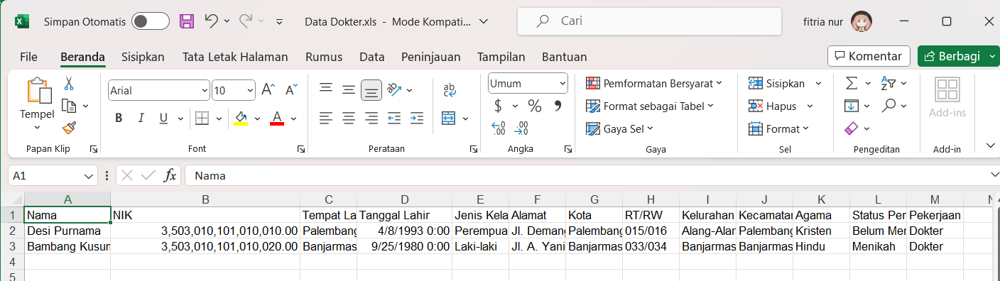 Simpan Otomatis Data Dokter.xls - Mode Kompati... Cari fitria nur
File Beranda Sisipkan Tata Letak Halaman Rumus Data Peninjauan Tampilan Bantuan Komentar Berbagi
Arial 10 Umum Pemformatan Bersyarat Sisipkan
Tempel Format sebagai Tabel Hapus Add-ins
B I U A Gaya Sel Format
Papan Klip Font Perataan Angka Gaya Sel Pengeditan Add-in
A1 fx Nama
A B C D E F G H I J K L M
1 Nama NIK Tempat La Tanggal Lahir Jenis Kela Alamat Kota RT/RW Kelurahan Kecamatan Agama Status Per Pekerjaan
2 Desi Purnama 3,503,010,101,010,010.00 Palembang 4/8/1993 0:00 Perempua Jl. Demang Palembang 015/016 Alang-Alar Palembang Kristen Belum Mer Dokter
3 Bambang Kusum 3,503,010,101,010,020.00 Banjarmas 9/25/1980 0:00 Laki-laki Jl. A. Yani Banjarmas 033/034 Banjarmas Banjarmas Hindu Menikah Dokter
4
5